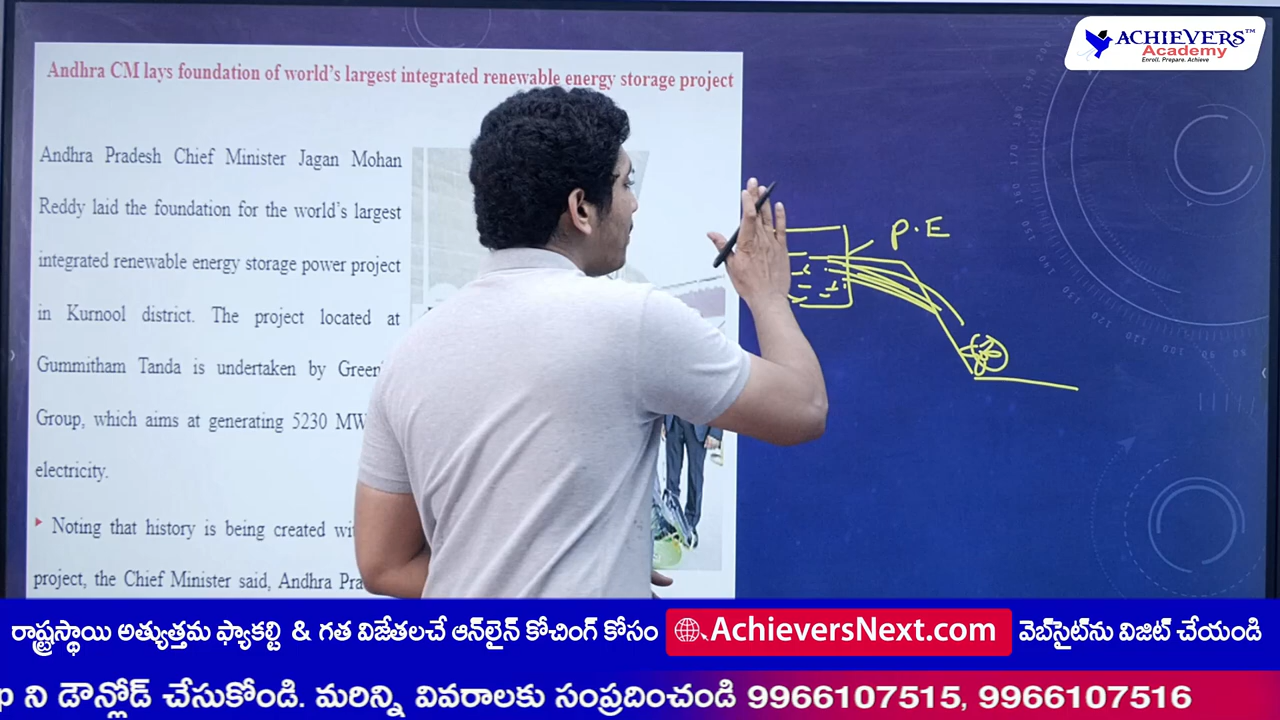 ACHIEVERS™
Academy
Enroll. Prepare. Achieve
Andhra CM lays foundation of world's largest integrated renewable energy storage project
Andhra Pradesh Chief Minister Jagan Mohan
Reddy laid the foundation for the world's largest
integrated renewable energy storage power project
in Kurnool district. The project located at
Gummitham Tanda is undertaken by
Group, which aims at generating 5230
electricity.
Noting that history is being created
project, the Chief Minister said, Andhra
P.E
రాష్ట్రస్థాయి అత్యుత్తమ ఫ్యాకల్టి & గత విజేతలచే ఆన్‌లైన్ కోచింగ్ కోసం AchieversNext.com వెబ్‌సైట్‌ను విజిట్ చేయండి
ని డౌన్లోడ్ చేసుకోండి. మరిన్ని వివరాలకు సంప్రదించండి 9966107515, 9966107516